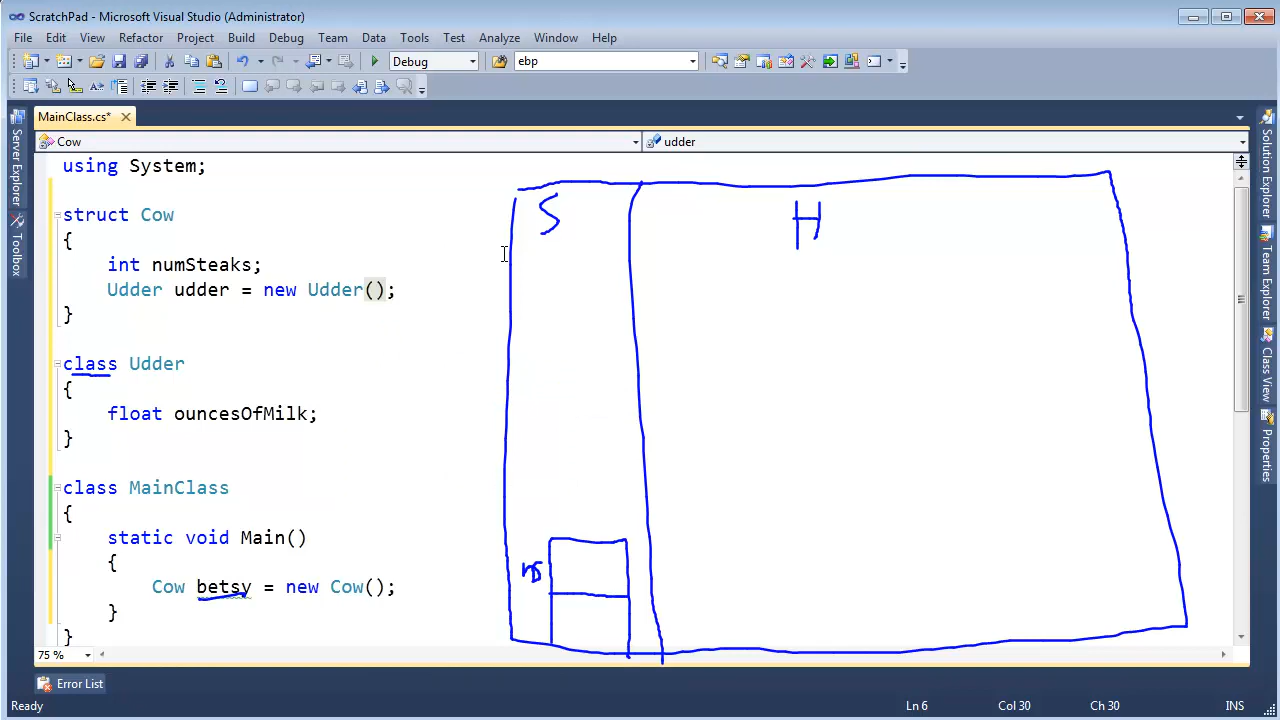 ScratchPad - Microsoft Visual Studio (Administrator)
File Edit View Refactor Project Build Debug Team Data Tools Test Analyze Window Help
Debug ebp
MainClass.cs*
Cow udder
using System;
struct Cow
{
int numSteaks;
Udder udder = new Udder();
}
class Udder
{
float ouncesOfMilk;
}
class MainClass
{
static void Main()
{
Cow betsy = new Cow();
}
}
S
H
ns
Server Explorer
Toolbox
Solution Explorer
Team Explorer
Class View
Properties
75 %
Error List
Ready Ln 6 Col 30 Ch 30 INS